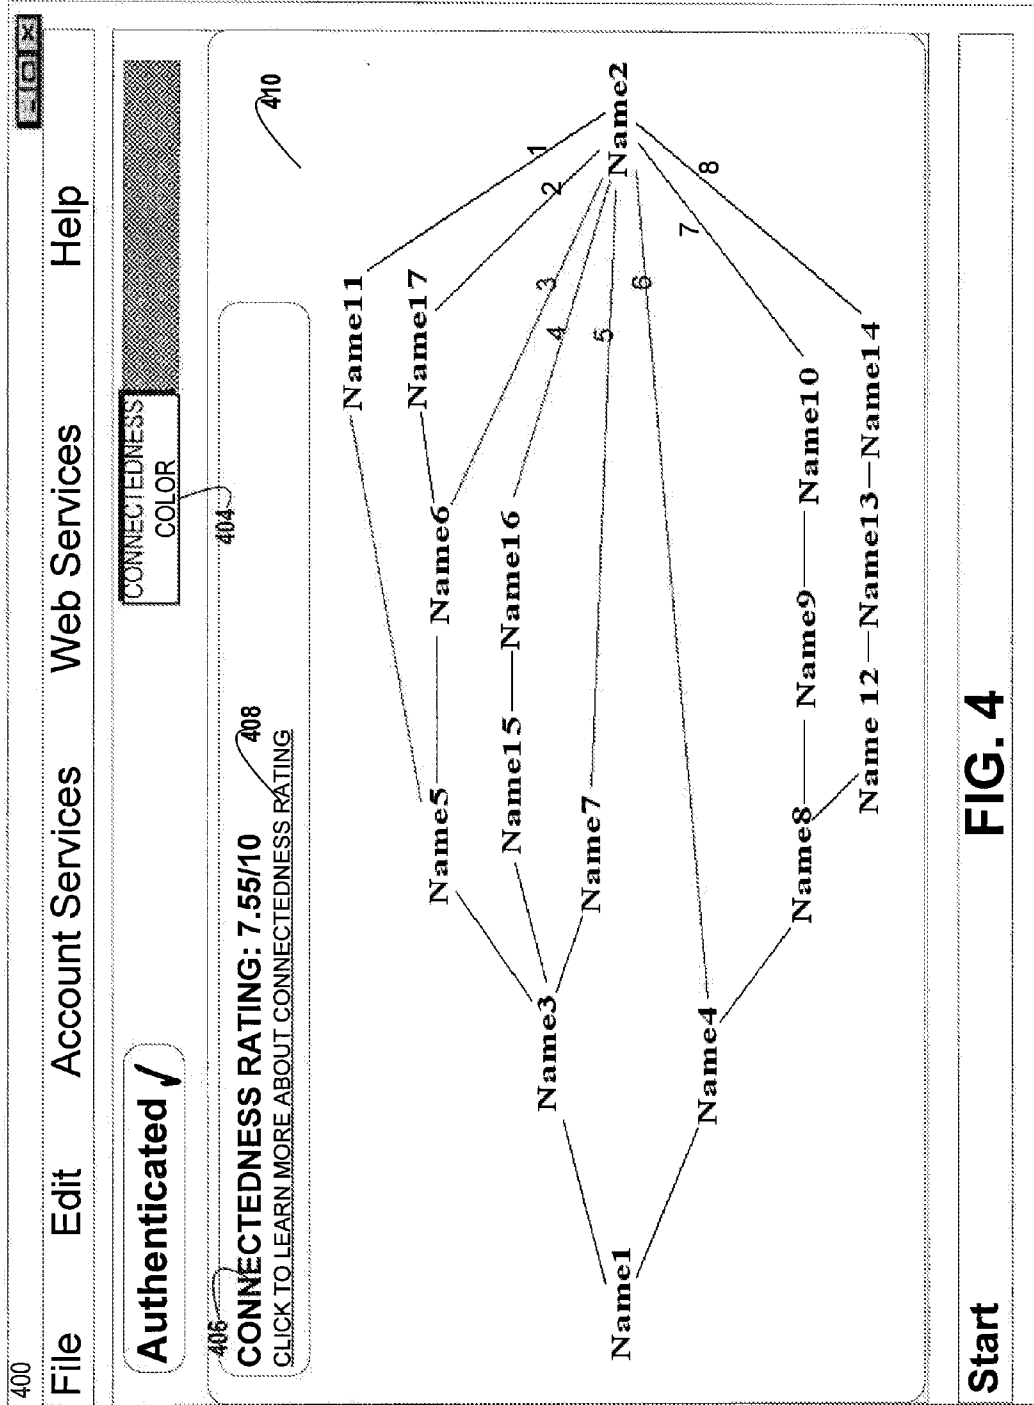 400
File Edit Account Services Web Services Help
Authenticated ✓
CONNECTEDNESS
COLOR
404
406
CONNECTEDNESS RATING: 7.55/10
408
CLICK TO LEARN MORE ABOUT CONNECTEDNESS RATING
410
Name11
1
Name17
2
Name5
Name6
3
Name15
Name16
4
Name3
Name7
5
Name1
Name2
6
Name4
7
Name8
Name9
Name10
8
Name 12
Name13
Name14
Start
FIG. 4